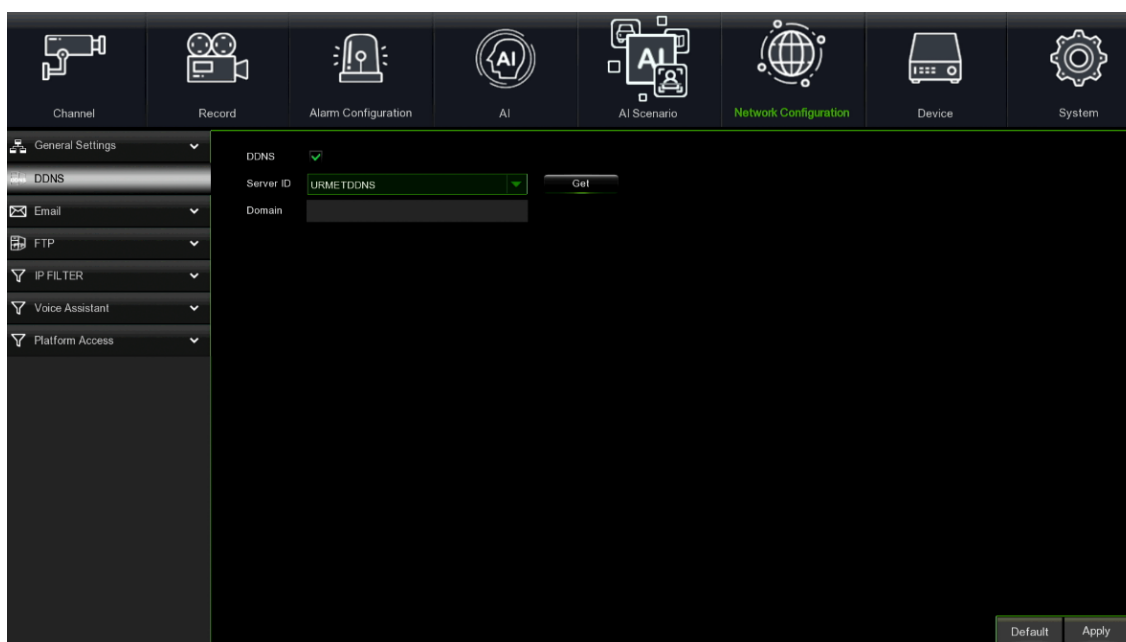 AI
AI
Channel
Record
Alarm Configuration
AI
AI Scenario
Network Configuration
Device
System
General Settings
DDNS
Email
FTP
IP FILTER
Voice Assistant
Platform Access
DDNS
Server ID URMETDDNS Get
Domain
Default Apply